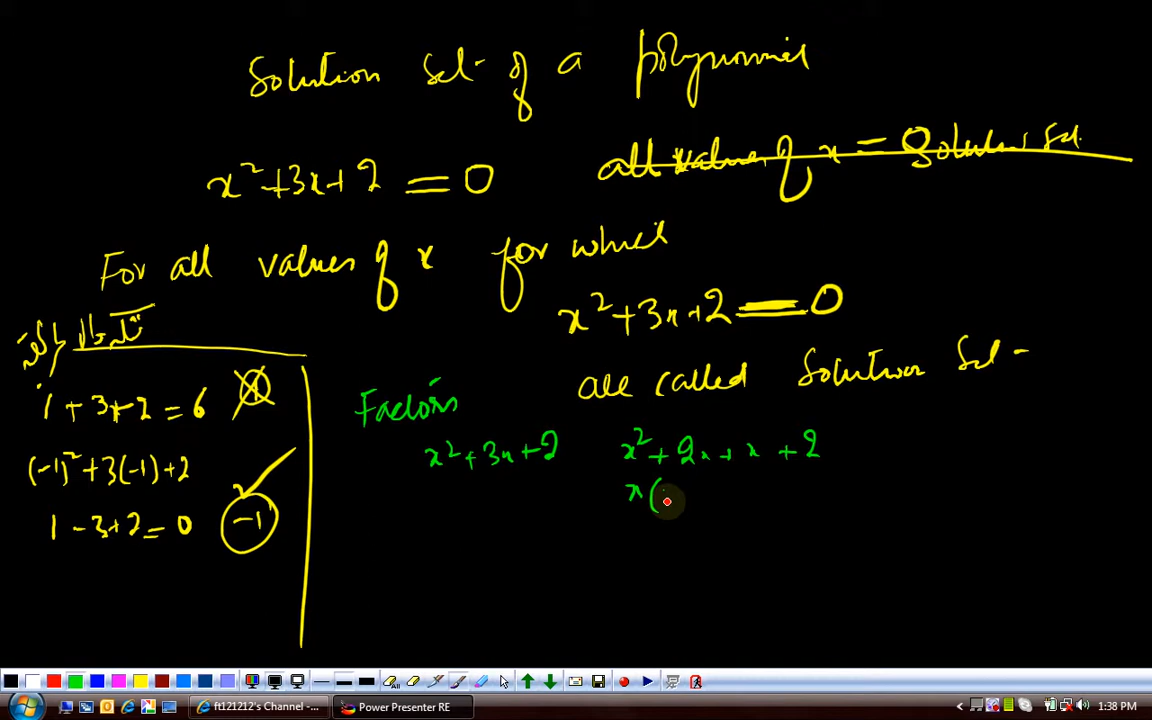 Solution Set of a polynomial
x²+3x+2 = 0
all values of x = Solution Set
For all values of x for which
x²+3x+2 = 0
are called Solution Set
1 + 3+2 = 6 1
(-1)²+3(-1)+2
1 -3+2= 0 -1
Factors
x²+3x+2 x²+2x+x+2
x(
ft121212's Channel - ...
Power Presenter RE
1:38 PM